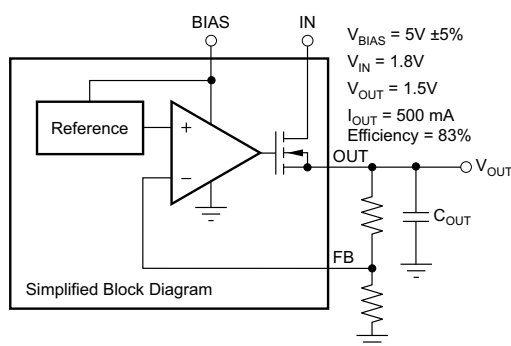 BIAS
IN
V_BIAS = 5V ±5%
V_IN = 1.8V
V_OUT = 1.5V
I_OUT = 500 mA
Efficiency = 83%
Reference
+
−
OUT
V_OUT
C_OUT
FB
Simplified Block Diagram